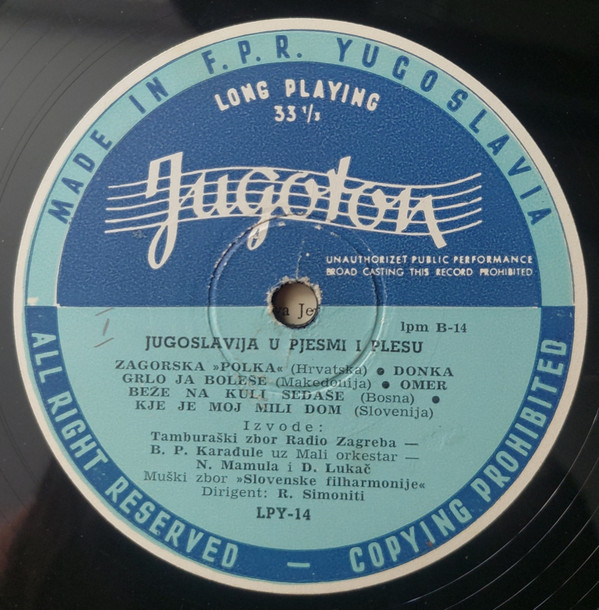 MADE IN F.P.R. YUGOSLAVIA
LONG PLAYING
33 1/3
Jugoton
UNAUTHORIZET PUBLIC PERFORMANCE
BROAD CASTING THIS RECORD PROHIBITED
lpm B-14
JUGOSLAVIJA U PJESMI I PLESU
ZAGORSKA »POLKA« (Hrvatska) ● DONKA
GRLO JA BOLEŠE (Makedonija) ● OMER
BEŽE NA KULI SEDAŠE (Bosna) ●
KJE JE MOJ MILI DOM (Slovenija)
Izvode:
Tamburaški zbor Radio Zagreba —
B. P. Karađule uz Mali orkestar —
N. Mamula i D. Lukač
Muški zbor »Slovenske filharmonije«
Dirigent: R. Simoniti
LPY-14
ALL RIGHT RESERVED — COPYING PROHIBITED